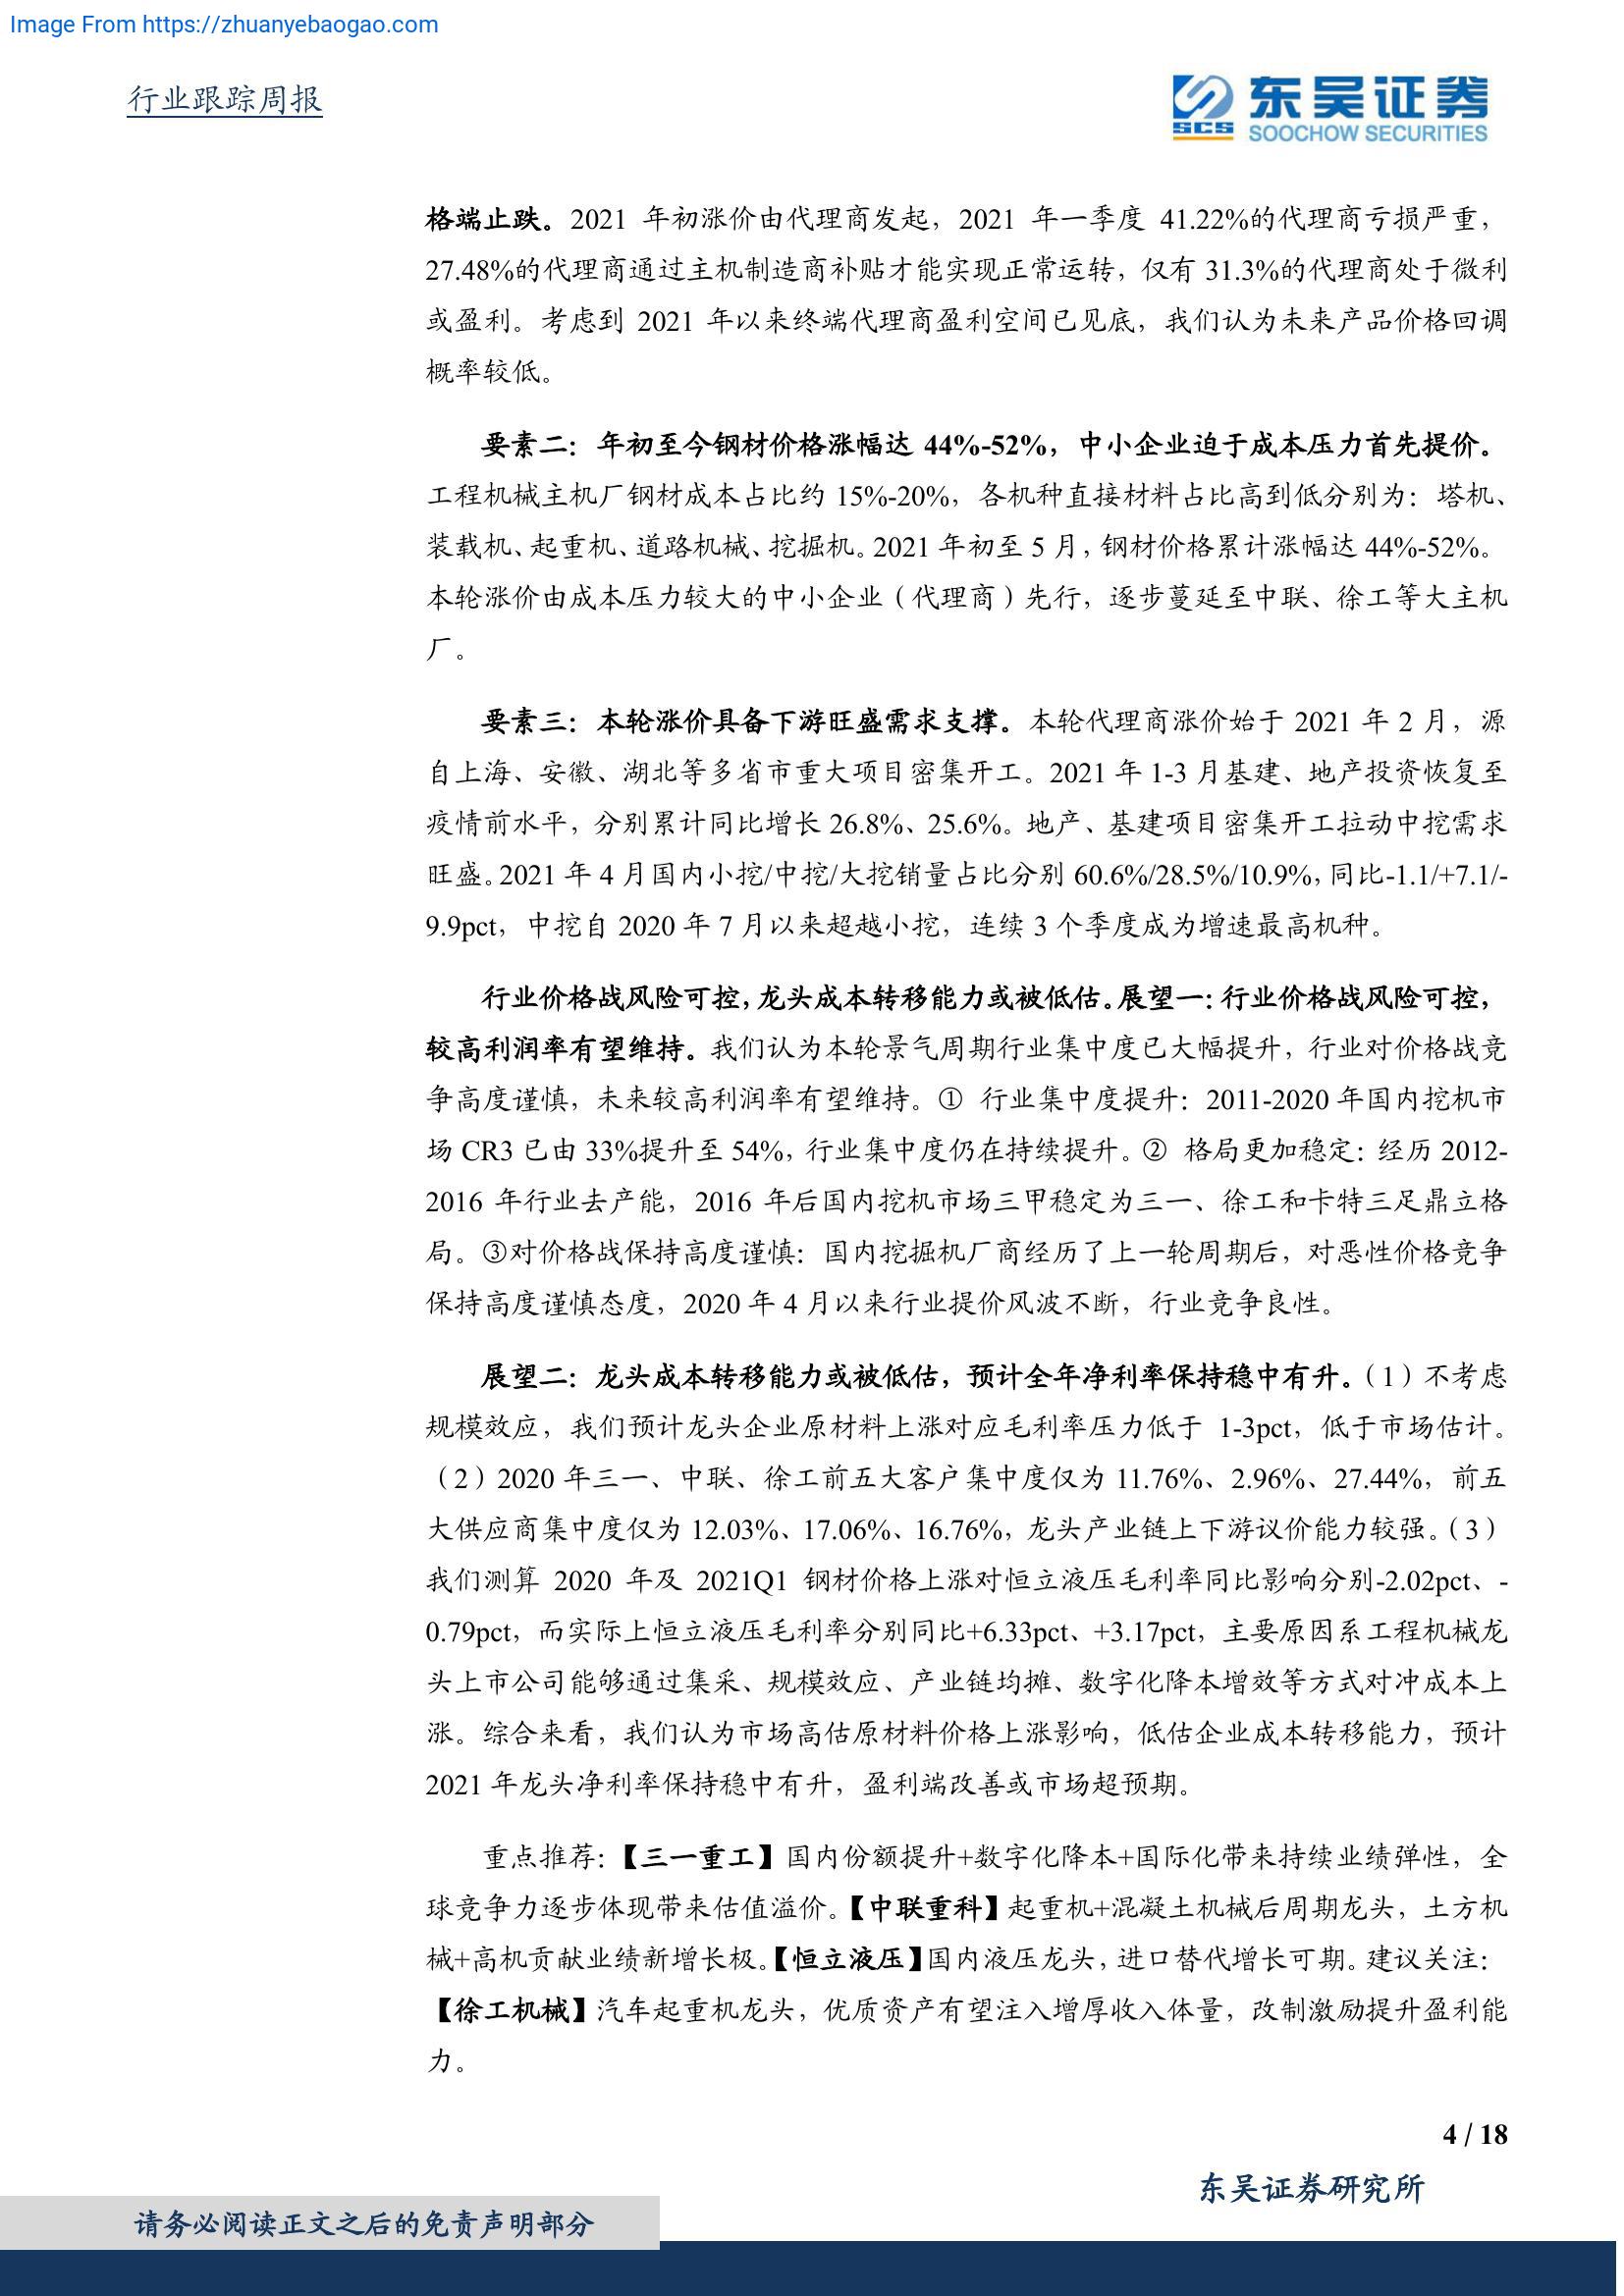 Image From https://zhuanyebaogao.com
行业跟踪周报
东吴证券
SCS
SOOCHOW SECURITIES
格端止跌。2021 年初涨价由代理商发起，2021 年一季度 41.22%的代理商亏损严重，
27.48%的代理商通过主机制造商补贴才能实现正常运转，仅有 31.3%的代理商处于微利
或盈利。考虑到 2021 年以来终端代理商盈利空间已见底，我们认为未来产品价格回调
概率较低。
要素二：年初至今钢材价格涨幅达 44%-52%，中小企业迫于成本压力首先提价。
工程机械主机厂钢材成本占比约 15%-20%，各机种直接材料占比高到低分别为：塔机、
装载机、起重机、道路机械、挖掘机。2021 年初至 5 月，钢材价格累计涨幅达 44%-52%。
本轮涨价由成本压力较大的中小企业（代理商）先行，逐步蔓延至中联、徐工等大主机
厂。
要素三：本轮涨价具备下游旺盛需求支撑。本轮代理商涨价始于 2021 年 2 月，源
自上海、安徽、湖北等多省市重大项目密集开工。2021 年 1-3 月基建、地产投资恢复至
疫情前水平，分别累计同比增长 26.8%、25.6%。地产、基建项目密集开工拉动中挖需求
旺盛。2021 年 4 月国内小挖/中挖/大挖销量占比分别 60.6%/28.5%/10.9%，同比-1.1/+7.1/-
9.9pct，中挖自 2020 年 7 月以来超越小挖，连续 3 个季度成为增速最高机种。
行业价格战风险可控，龙头成本转移能力或被低估。展望一：行业价格战风险可控，
较高利润率有望维持。我们认为本轮景气周期行业集中度已大幅提升，行业对价格战竞
争高度谨慎，未来较高利润率有望维持。① 行业集中度提升：2011-2020 年国内挖机市
场 CR3 已由 33%提升至 54%，行业集中度仍在持续提升。② 格局更加稳定：经历 2012-
2016 年行业去产能，2016 年后国内挖机市场三甲稳定为三一、徐工和卡特三足鼎立格
局。③对价格战保持高度谨慎：国内挖掘机厂商经历了上一轮周期后，对恶性价格竞争
保持高度谨慎态度，2020 年 4 月以来行业提价风波不断，行业竞争良性。
展望二：龙头成本转移能力或被低估，预计全年净利率保持稳中有升。（1）不考虑
规模效应，我们预计龙头企业原材料上涨对应毛利率压力低于 1-3pct，低于市场估计。
（2）2020 年三一、中联、徐工前五大客户集中度仅为 11.76%、2.96%、27.44%，前五
大供应商集中度仅为 12.03%、17.06%、16.76%，龙头产业链上下游议价能力较强。（3）
我们测算 2020 年及 2021Q1 钢材价格上涨对恒立液压毛利率同比影响分别-2.02pct、-
0.79pct，而实际上恒立液压毛利率分别同比+6.33pct、+3.17pct，主要原因系工程机械龙
头上市公司能够通过集采、规模效应、产业链均摊、数字化降本增效等方式对冲成本上
涨。综合来看，我们认为市场高估原材料价格上涨影响，低估企业成本转移能力，预计
2021 年龙头净利率保持稳中有升，盈利端改善或市场超预期。
重点推荐：【三一重工】国内份额提升+数字化降本+国际化带来持续业绩弹性，全
球竞争力逐步体现带来估值溢价。【中联重科】起重机+混凝土机械后周期龙头，土方机
械+高机贡献业绩新增长极。【恒立液压】国内液压龙头，进口替代增长可期。建议关注：
【徐工机械】汽车起重机龙头，优质资产有望注入增厚收入体量，改制激励提升盈利能
力。
4 / 18
东吴证券研究所
请务必阅读正文之后的免责声明部分